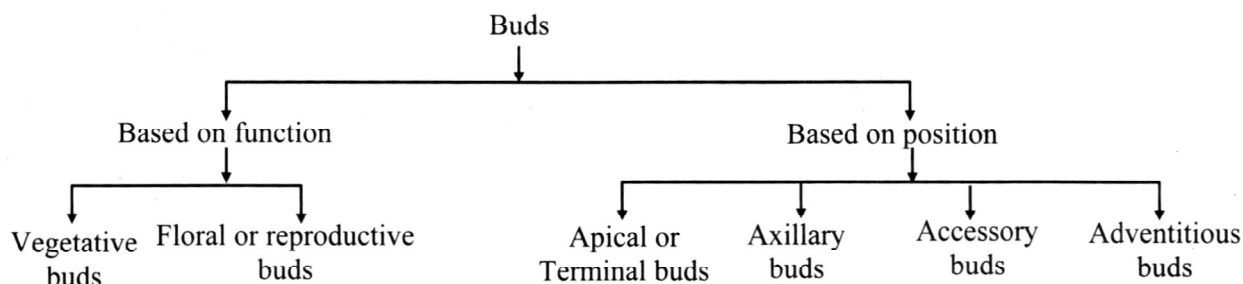 Buds
Based on function
Based on position
Vegetative
buds
Floral or reproductive
buds
Apical or
Terminal buds
Axillary
buds
Accessory
buds
Adventitious
buds